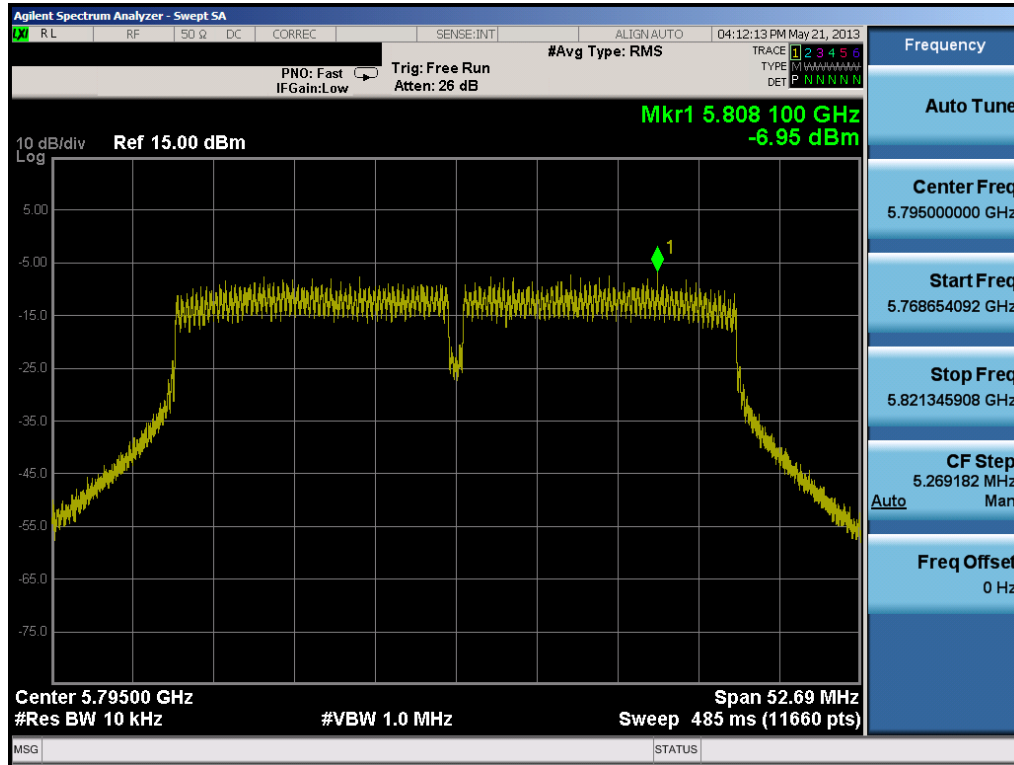 Agilent Spectrum Analyzer - Swept SA
LXI RL RF 50 Ω DC CORREC SENSE:INT ALIGN AUTO 04:12:13 PM May 21, 2013
#Avg Type: RMS
TRACE 1 2 3 4 5 6
TYPE M WWWWW
DET P N N N N N
PNO: Fast
IFGain:Low
Trig: Free Run
Atten: 26 dB
Mkr1 5.808 100 GHz
-6.95 dBm
10 dB/div Ref 15.00 dBm
Log
5.00
-5.00
-15.0
-25.0
-35.0
-45.0
-55.0
-65.0
-75.0
1
Center 5.79500 GHz
Span 52.69 MHz
#Res BW 10 kHz
#VBW 1.0 MHz
Sweep 485 ms (11660 pts)
MSG
STATUS
Frequency
Auto Tune
Center Freq
5.795000000 GHz
Start Freq
5.768654092 GHz
Stop Freq
5.821345908 GHz
CF Step
5.269182 MHz
Auto Man
Freq Offset
0 Hz